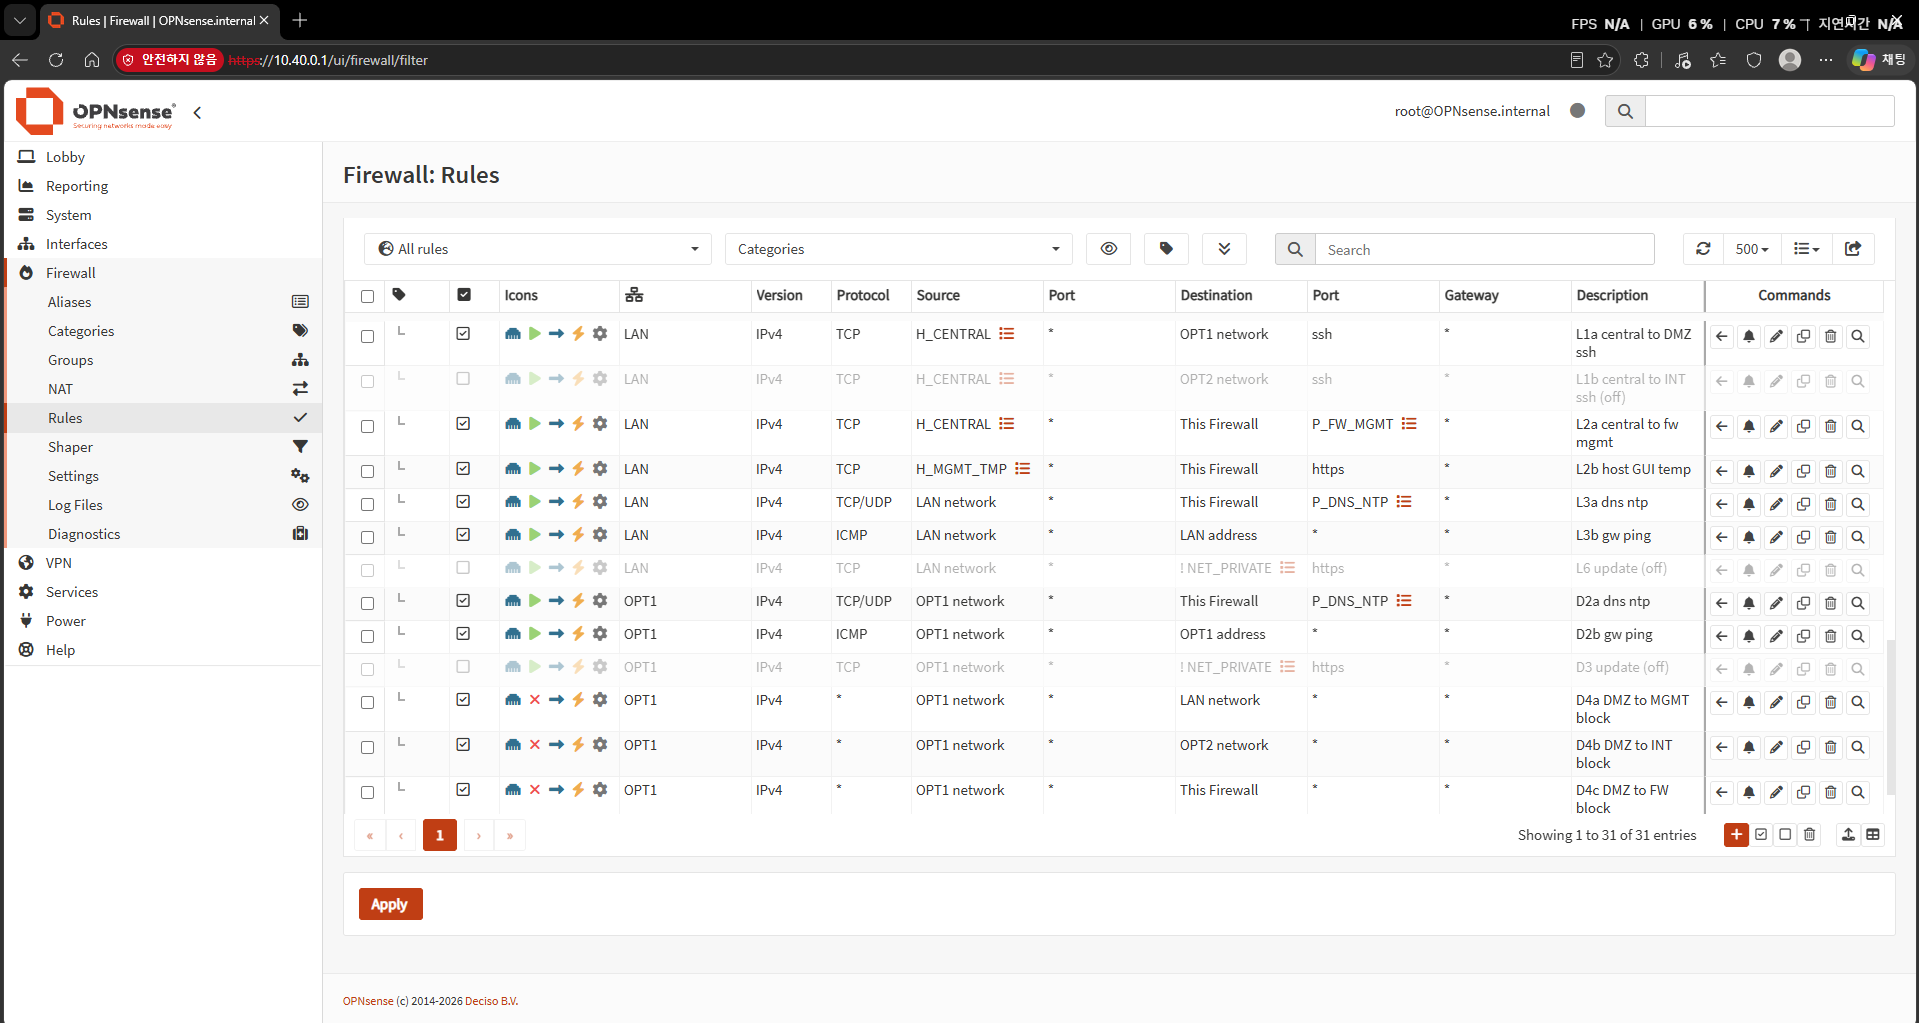 Rules | Firewall | OPNsense.internal
FPS N/A | GPU 6 % | CPU 7 % 지연시간 N/A
안전하지 않음 https://10.40.0.1/ui/firewall/filter
채팅
OPNsense
Securing networks made easy
root@OPNsense.internal
Lobby
Reporting
System
Interfaces
Firewall
Aliases
Categories
Groups
NAT
Rules
Shaper
Settings
Log Files
Diagnostics
VPN
Services
Power
Help
Firewall: Rules
All rules Categories Search 500
Icons Version Protocol Source Port Destination Port Gateway Description Commands
LAN IPv4 TCP H_CENTRAL * OPT1 network ssh * L1a central to DMZ
ssh
LAN IPv4 TCP H_CENTRAL * OPT2 network ssh * L1b central to INT
ssh (off)
LAN IPv4 TCP H_CENTRAL * This Firewall P_FW_MGMT * L2a central to fw
mgmt
LAN IPv4 TCP H_MGMT_TMP * This Firewall https * L2b host GUI temp
LAN IPv4 TCP/UDP LAN network * This Firewall P_DNS_NTP * L3a dns ntp
LAN IPv4 ICMP LAN network * LAN address * * L3b gw ping
LAN IPv4 TCP LAN network * ! NET_PRIVATE https * L6 update (off)
OPT1 IPv4 TCP/UDP OPT1 network * This Firewall P_DNS_NTP * D2a dns ntp
OPT1 IPv4 ICMP OPT1 network * OPT1 address * * D2b gw ping
OPT1 IPv4 TCP OPT1 network * ! NET_PRIVATE https * D3 update (off)
OPT1 IPv4 * OPT1 network * LAN network * * D4a DMZ to MGMT
block
OPT1 IPv4 * OPT1 network * OPT2 network * * D4b DMZ to INT
block
OPT1 IPv4 * OPT1 network * This Firewall * * D4c DMZ to FW
block
« ‹ 1 › »
Showing 1 to 31 of 31 entries
Apply
OPNsense (c) 2014-2026 Deciso B.V.